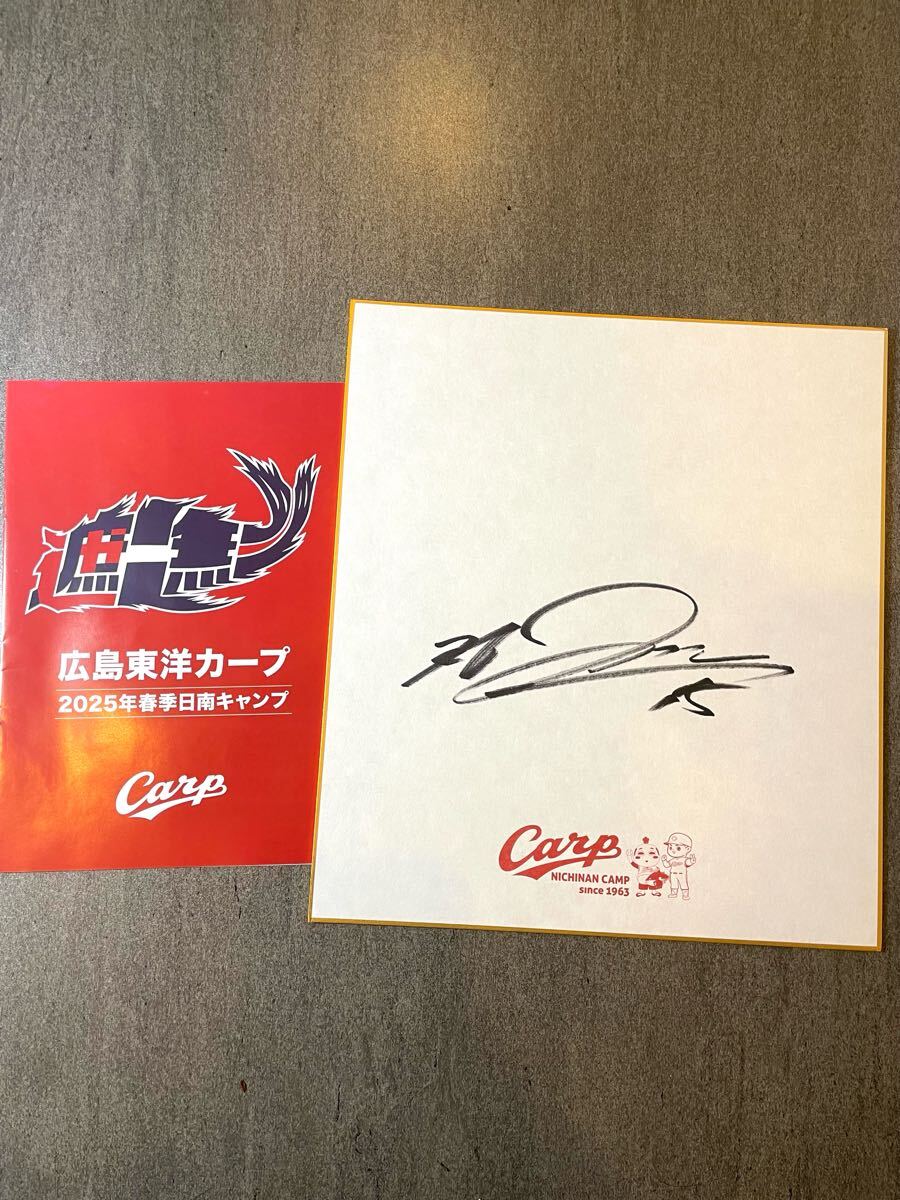 広島東洋カープ
2025年春季日南キャンプ
Carp
Carp
NICHINAN CAMP
since 1963